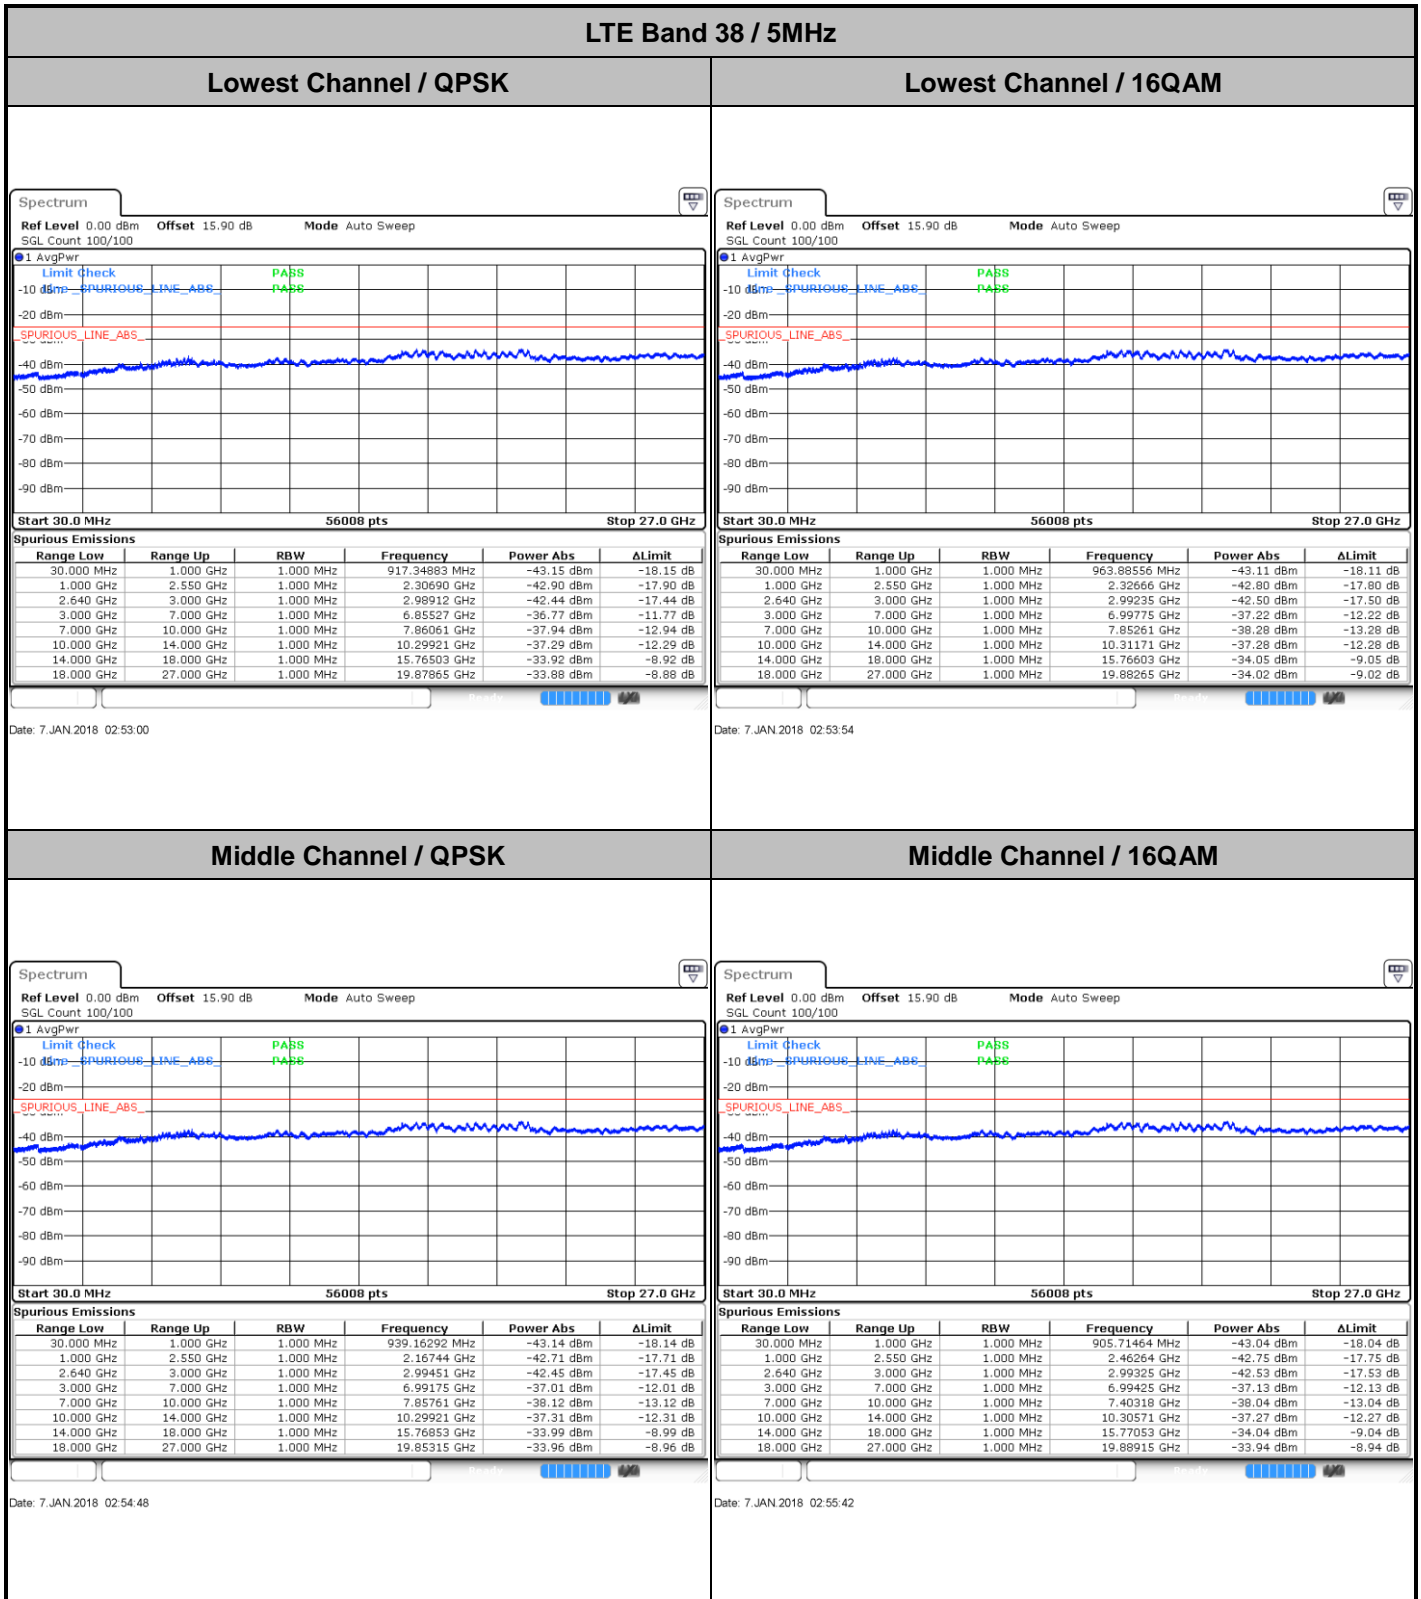 LTE Band 38 / 5MHz
Lowest Channel / QPSK
Lowest Channel / 16QAM
Spectrum
Ref Level 0.00 dBm Offset 15.90 dB Mode Auto Sweep
SGL Count 100/100
1 AvgPwr
Limit Check PASS
-10 dBm Line _SPURIOUS_LINE_ABS_ PASS
-20 dBm
_SPURIOUS_LINE_ABS_
-40 dBm
-50 dBm
-60 dBm
-70 dBm
-80 dBm
-90 dBm
Start 30.0 MHz 56008 pts Stop 27.0 GHz
Spurious Emissions
Range Low Range Up RBW Frequency Power Abs ΔLimit
30.000 MHz 1.000 GHz 1.000 MHz 917.34883 MHz -43.15 dBm -18.15 dB
1.000 GHz 2.550 GHz 1.000 MHz 2.30690 GHz -42.90 dBm -17.90 dB
2.640 GHz 3.000 GHz 1.000 MHz 2.98912 GHz -42.44 dBm -17.44 dB
3.000 GHz 7.000 GHz 1.000 MHz 6.85527 GHz -36.77 dBm -11.77 dB
7.000 GHz 10.000 GHz 1.000 MHz 7.86061 GHz -37.94 dBm -12.94 dB
10.000 GHz 14.000 GHz 1.000 MHz 10.29921 GHz -37.29 dBm -12.29 dB
14.000 GHz 18.000 GHz 1.000 MHz 15.76503 GHz -33.92 dBm -8.92 dB
18.000 GHz 27.000 GHz 1.000 MHz 19.87865 GHz -33.88 dBm -8.88 dB
Date: 7.JAN.2018 02:53:00
Spectrum
Ref Level 0.00 dBm Offset 15.90 dB Mode Auto Sweep
SGL Count 100/100
1 AvgPwr
Limit Check PASS
-10 dBm Line _SPURIOUS_LINE_ABS_ PASS
-20 dBm
_SPURIOUS_LINE_ABS_
-40 dBm
-50 dBm
-60 dBm
-70 dBm
-80 dBm
-90 dBm
Start 30.0 MHz 56008 pts Stop 27.0 GHz
Spurious Emissions
Range Low Range Up RBW Frequency Power Abs ΔLimit
30.000 MHz 1.000 GHz 1.000 MHz 963.88556 MHz -43.11 dBm -18.11 dB
1.000 GHz 2.550 GHz 1.000 MHz 2.32666 GHz -42.80 dBm -17.80 dB
2.640 GHz 3.000 GHz 1.000 MHz 2.99235 GHz -42.50 dBm -17.50 dB
3.000 GHz 7.000 GHz 1.000 MHz 6.99775 GHz -37.22 dBm -12.22 dB
7.000 GHz 10.000 GHz 1.000 MHz 7.85261 GHz -38.28 dBm -13.28 dB
10.000 GHz 14.000 GHz 1.000 MHz 10.31171 GHz -37.28 dBm -12.28 dB
14.000 GHz 18.000 GHz 1.000 MHz 15.76603 GHz -34.05 dBm -9.05 dB
18.000 GHz 27.000 GHz 1.000 MHz 19.88265 GHz -34.02 dBm -9.02 dB
Date: 7.JAN.2018 02:53:54
Middle Channel / QPSK
Middle Channel / 16QAM
Spectrum
Ref Level 0.00 dBm Offset 15.90 dB Mode Auto Sweep
SGL Count 100/100
1 AvgPwr
Limit Check PASS
-10 dBm Line _SPURIOUS_LINE_ABS_ PASS
-20 dBm
_SPURIOUS_LINE_ABS_
-40 dBm
-50 dBm
-60 dBm
-70 dBm
-80 dBm
-90 dBm
Start 30.0 MHz 56008 pts Stop 27.0 GHz
Spurious Emissions
Range Low Range Up RBW Frequency Power Abs ΔLimit
30.000 MHz 1.000 GHz 1.000 MHz 939.16292 MHz -43.14 dBm -18.14 dB
1.000 GHz 2.550 GHz 1.000 MHz 2.16744 GHz -42.71 dBm -17.71 dB
2.640 GHz 3.000 GHz 1.000 MHz 2.99451 GHz -42.45 dBm -17.45 dB
3.000 GHz 7.000 GHz 1.000 MHz 6.99175 GHz -37.01 dBm -12.01 dB
7.000 GHz 10.000 GHz 1.000 MHz 7.85761 GHz -38.12 dBm -13.12 dB
10.000 GHz 14.000 GHz 1.000 MHz 10.29921 GHz -37.31 dBm -12.31 dB
14.000 GHz 18.000 GHz 1.000 MHz 15.76853 GHz -33.99 dBm -8.99 dB
18.000 GHz 27.000 GHz 1.000 MHz 19.85315 GHz -33.96 dBm -8.96 dB
Date: 7.JAN.2018 02:54:48
Spectrum
Ref Level 0.00 dBm Offset 15.90 dB Mode Auto Sweep
SGL Count 100/100
1 AvgPwr
Limit Check PASS
-10 dBm Line _SPURIOUS_LINE_ABS_ PASS
-20 dBm
_SPURIOUS_LINE_ABS_
-40 dBm
-50 dBm
-60 dBm
-70 dBm
-80 dBm
-90 dBm
Start 30.0 MHz 56008 pts Stop 27.0 GHz
Spurious Emissions
Range Low Range Up RBW Frequency Power Abs ΔLimit
30.000 MHz 1.000 GHz 1.000 MHz 905.71464 MHz -43.04 dBm -18.04 dB
1.000 GHz 2.550 GHz 1.000 MHz 2.46264 GHz -42.75 dBm -17.75 dB
2.640 GHz 3.000 GHz 1.000 MHz 2.99325 GHz -42.53 dBm -17.53 dB
3.000 GHz 7.000 GHz 1.000 MHz 6.99425 GHz -37.13 dBm -12.13 dB
7.000 GHz 10.000 GHz 1.000 MHz 7.40318 GHz -38.04 dBm -13.04 dB
10.000 GHz 14.000 GHz 1.000 MHz 10.30571 GHz -37.27 dBm -12.27 dB
14.000 GHz 18.000 GHz 1.000 MHz 15.77053 GHz -34.04 dBm -9.04 dB
18.000 GHz 27.000 GHz 1.000 MHz 19.88915 GHz -33.94 dBm -8.94 dB
Date: 7.JAN.2018 02:55:42